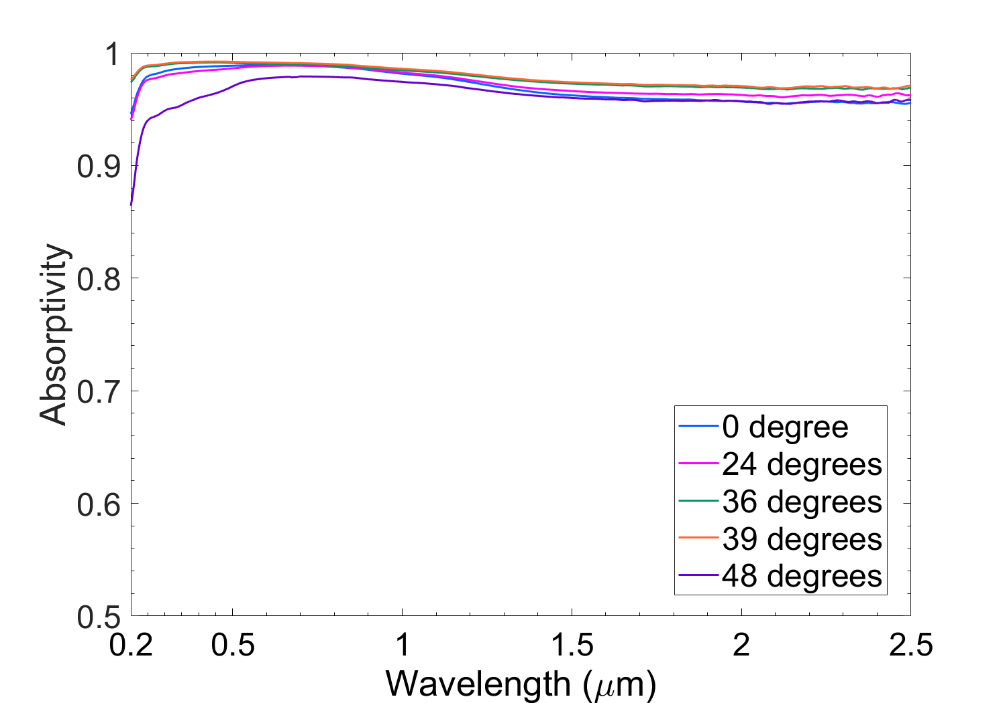 1
0.9
0.8
0.7
0.6
0.5
Absorptivity
0.2
0.5
1
1.5
2
2.5
Wavelength (μm)
0 degree
24 degrees
36 degrees
39 degrees
48 degrees